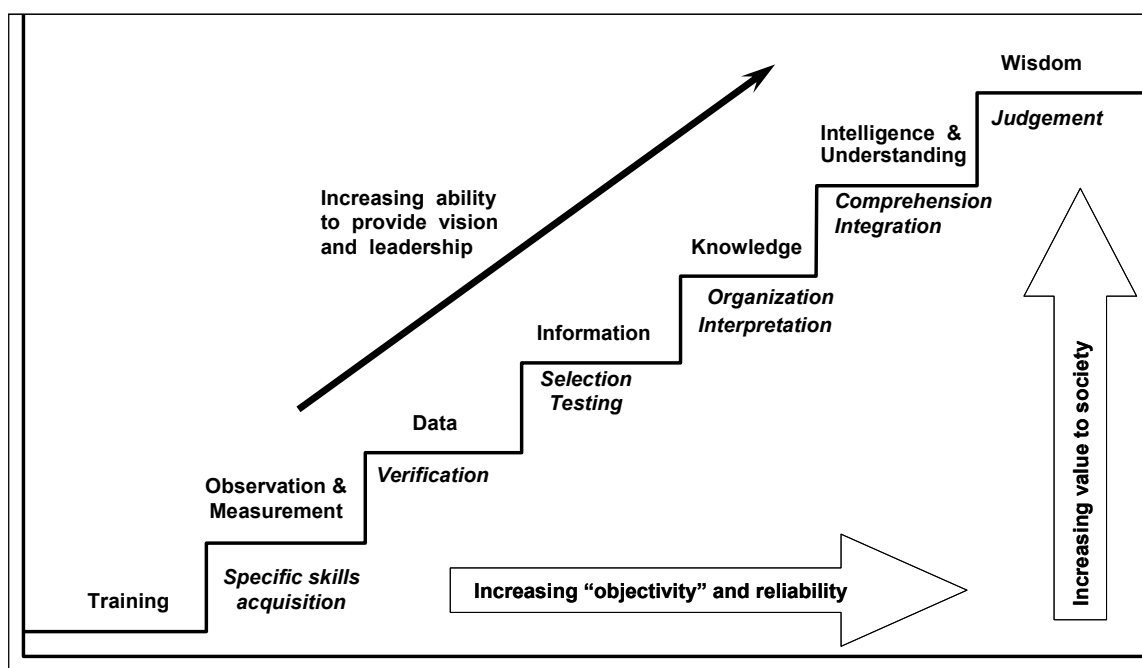 Wisdom
Judgement
Intelligence &
Understanding
Comprehension
Integration
Increasing ability
to provide vision
and leadership
Knowledge
Organization
Interpretation
Information
Selection
Testing
Data
Verification
Observation &
Measurement
Specific skills
acquisition
Training
Increasing “objectivity” and reliability
Increasing value to society